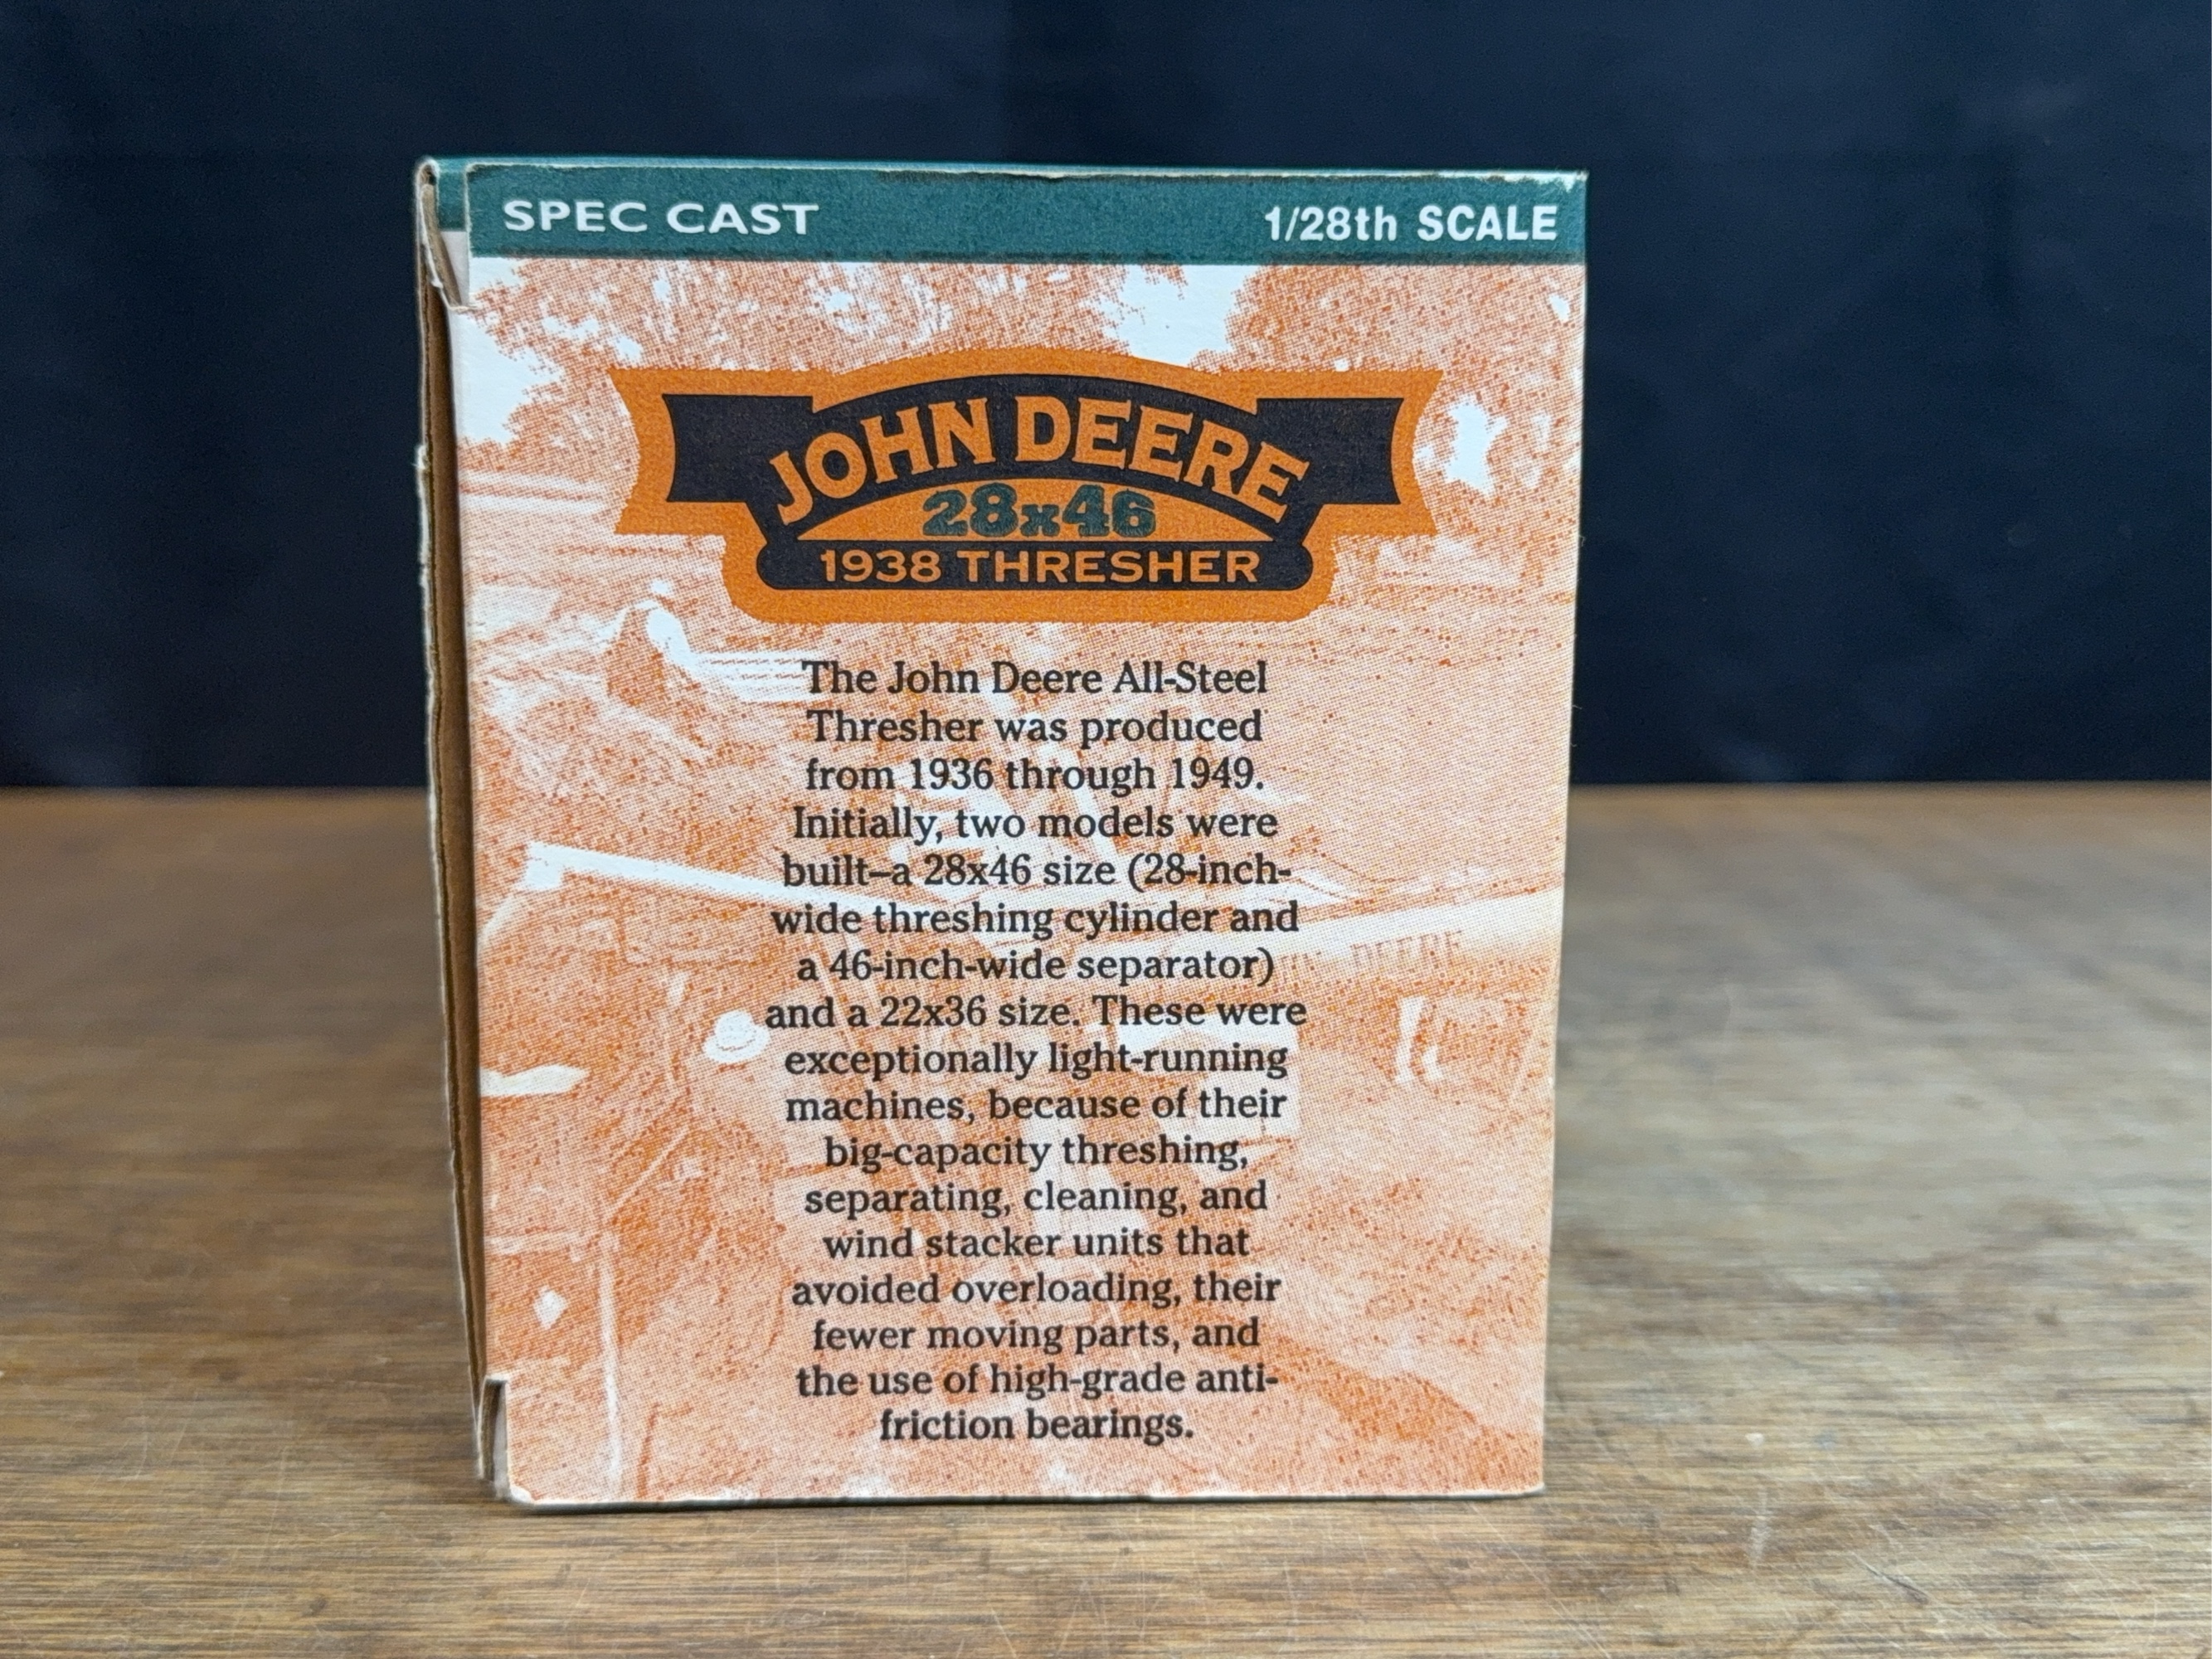 SPEC CAST
1/28th SCALE
JOHN DEERE
28x46
1938 THRESHER
The John Deere All-Steel
Thresher was produced
from 1936 through 1949.
Initially, two models were
built–a 28x46 size (28-inch-
wide threshing cylinder and
a 46-inch-wide separator)
and a 22x36 size. These were
exceptionally light-running
machines, because of their
big-capacity threshing,
separating, cleaning, and
wind stacker units that
avoided overloading, their
fewer moving parts, and
the use of high-grade anti-
friction bearings.
DEERE